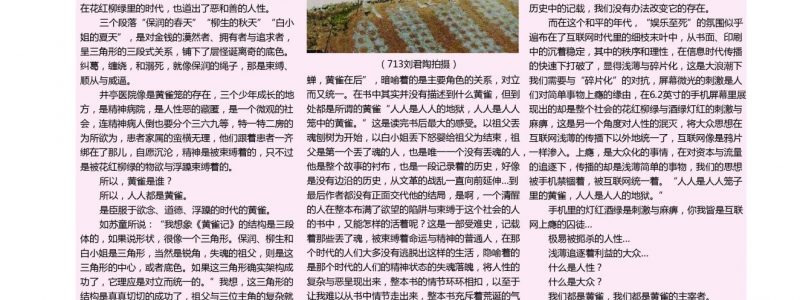 在花红柳绿里的时代，也道出了恶和善的人性。
三个段落“保润的春天”“柳生的秋天”“白小
姐的夏天”，是对金钱的漠然者、拥有者与追求者，
呈三角形的三段式关系，铺下了层怪诞离奇的底色。
纠葛，缠绕，和溺死，就像保润的绳子，那是束缚、
顺从与威逼。
井亭医院像是黄雀笼的存在，三个少年成长的地
方，是精神病院，是人性恶的窥匿，是一个微观的社
会，连精神病人倒也要分个三六九等，特一特二房的
为所欲为，患者家属的蛮横无理，他们跟着患者一齐
绑在了那儿，自愿沉沦，精神是被束缚着的，只不过
是被花红柳绿的物欲与浮躁束缚着的。
所以，黄雀是谁？
所以，人人都是黄雀。
是臣服于欲念、道德、浮躁的时代的黄雀。
如苏童所说：“我想象《黄雀记》的结构是三段
体的，如果说形状，很像一个三角形。保润、柳生和
白小姐是三角形，当然是锐角，失魂的祖父，则是这
三角形的中心，或者底色。如果这三角形确实架构成
功了，它理应是对立而统一的。”我想，这三角形的
结构是真真切切的成功了，祖父与三位主角的复杂就
（713刘君陶拍摄）
蝉，黄雀在后”，暗喻着的是主要角色的关系，对立
而又统一。在书中其实并没有描述到什么黄雀，但到
处都是所谓的黄雀“人人是人人的地狱，人人是人人
笼中的黄雀。”这是读完书后最大的感受。以祖父丢
魂刨树为开始，以白小姐丢下怒婴给祖父为结束，祖
父是第一个丢了魂的人，也是唯一一个没有丢魂的人，
他是整个故事的衬布，也是一段记录着的历史，好像
是没有边沿的历史，从文革的战乱一直向前延伸…到
最后作者都没有正面交代他的结局，是啊，一个清醒
的人在整本布满了欲望的陷阱与束缚于这个社会的人
的书中，又能怎样的活着呢？这是一部受难史，记载
着那些丢了魂，被束缚着命运与精神的普通人，在那
个时代的人们大多没有逃脱出这样的生活，隐喻着的
是那个时代的人们的精神状态的失魂落魄，将人性的
复杂与恶呈现出来，整本书的情节环环相扣，以至于
让我难以从书中情节走出来，整本书充斥着荒诞的气
历史中的记载，我们没有办法改变它的存在。
而在这个和平的年代，“娱乐至死”的氛围似乎
遍布在了互联网时代里的细枝末叶中，从书面、印刷
中的沉着稳定，其中的秩序和理性，在信息时代传播
的快速下打破了，显得浅薄与碎片化，这是大众浪潮下
我们需要与“碎片化”的对抗，屏幕微光的刺激是人
们对简单事物上瘾的缘由，在6.2英寸的手机屏幕里展
现出的却是整个社会的花红柳绿与酒绿灯红的刺激与
麻痹，这是另一个角度对人性的泯灭，将大众思想在
互联网浅薄的传播下以外地统一了，互联网像是鸦片
一样渗入。上瘾，是大众化的事情，在对资本与流量
的追逐下，传播的却是简单的刺激，我们的思想
被手机禁锢着，被互联网统一着。“人人是人人笼子
里的黄雀，人人是人人的地狱。”
手机里的灯红酒绿是刺激与麻痹，你我皆是互联
网上瘾的囚徒…
极易被扼杀的人性…
浅薄追逐着利益的大众…
什么是人性？
什么是大众？
我们都是黄雀，我们都是黄雀的主宰者。